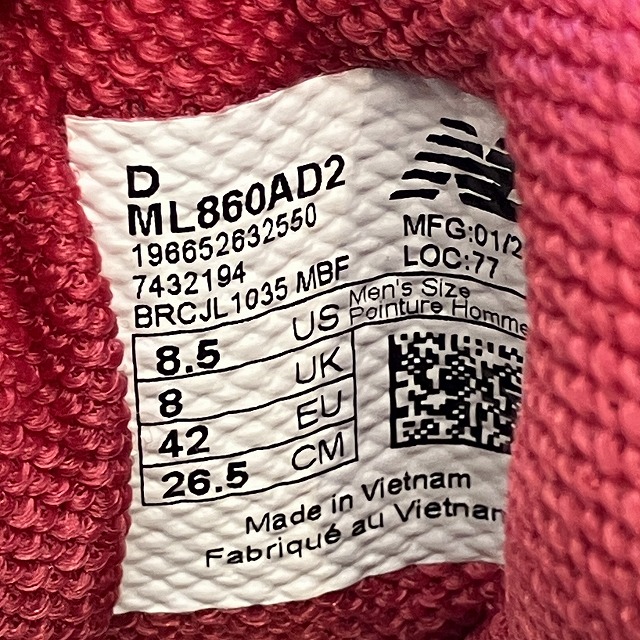 D
ML860AD2
196652632550
7432194
BRCJL1035 MBF
MFG:01/2
LOC:77
US Men's Size
Pointure Homme
8.5 US
8 UK
42 EU
26.5 CM
Made in Vietnam
Fabriqué au Vietnam